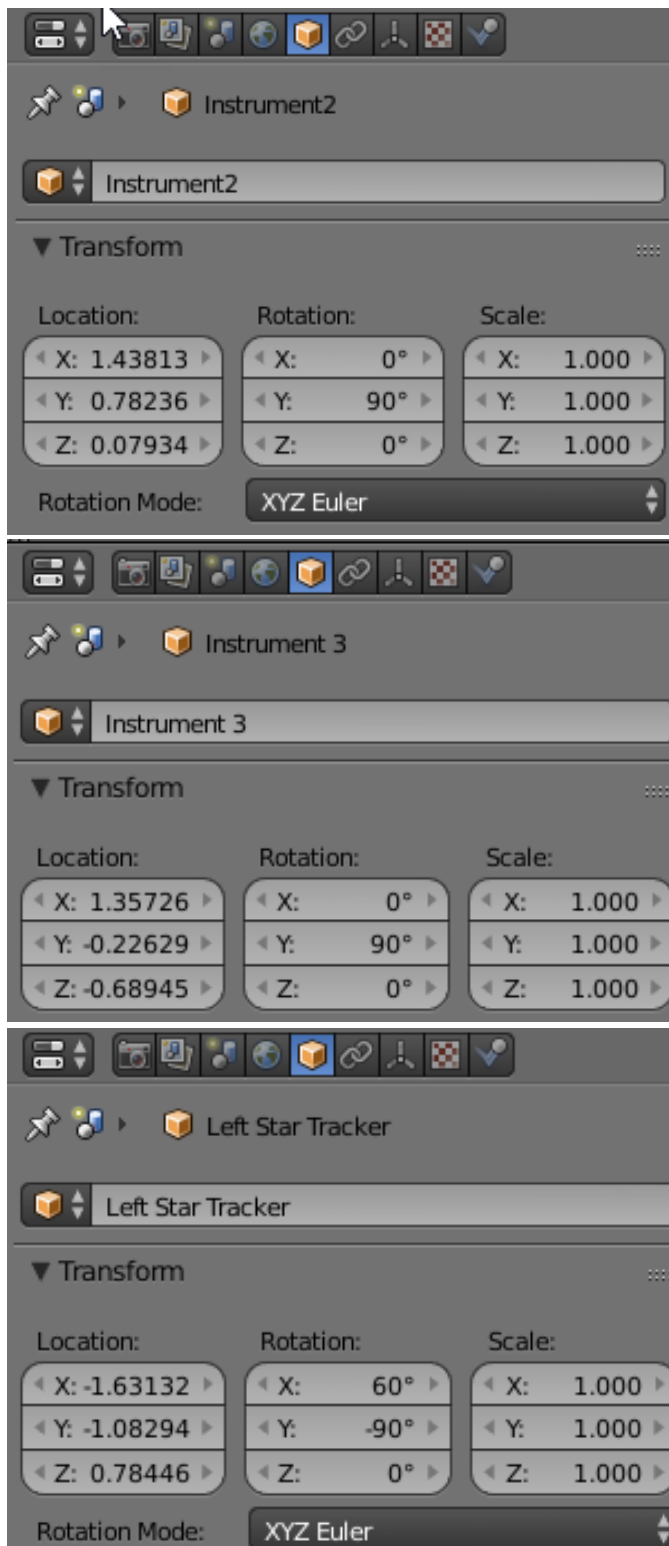 Instrument2
Instrument2
Transform
Location: Rotation: Scale:
X: 1.43813 X: 0° X: 1.000
Y: 0.78236 Y: 90° Y: 1.000
Z: 0.07934 Z: 0° Z: 1.000
Rotation Mode: XYZ Euler
Instrument 3
Instrument 3
Transform
Location: Rotation: Scale:
X: 1.35726 X: 0° X: 1.000
Y: -0.22629 Y: 90° Y: 1.000
Z: -0.68945 Z: 0° Z: 1.000
Left Star Tracker
Left Star Tracker
Transform
Location: Rotation: Scale:
X: -1.63132 X: 60° X: 1.000
Y: -1.08294 Y: -90° Y: 1.000
Z: 0.78446 Z: 0° Z: 1.000
Rotation Mode: XYZ Euler